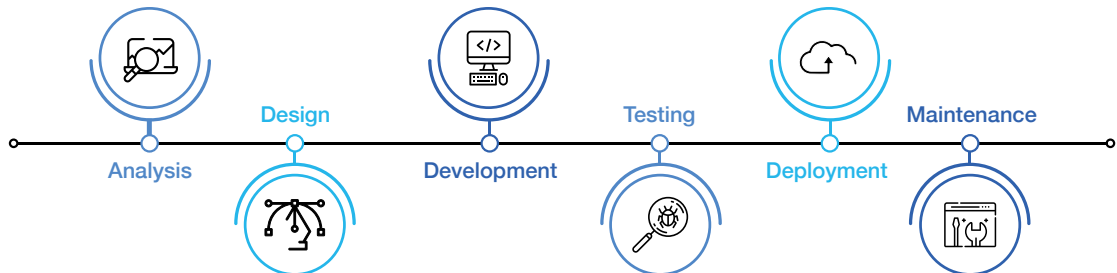 Analysis
Design
Development
Testing
Deployment
Maintenance